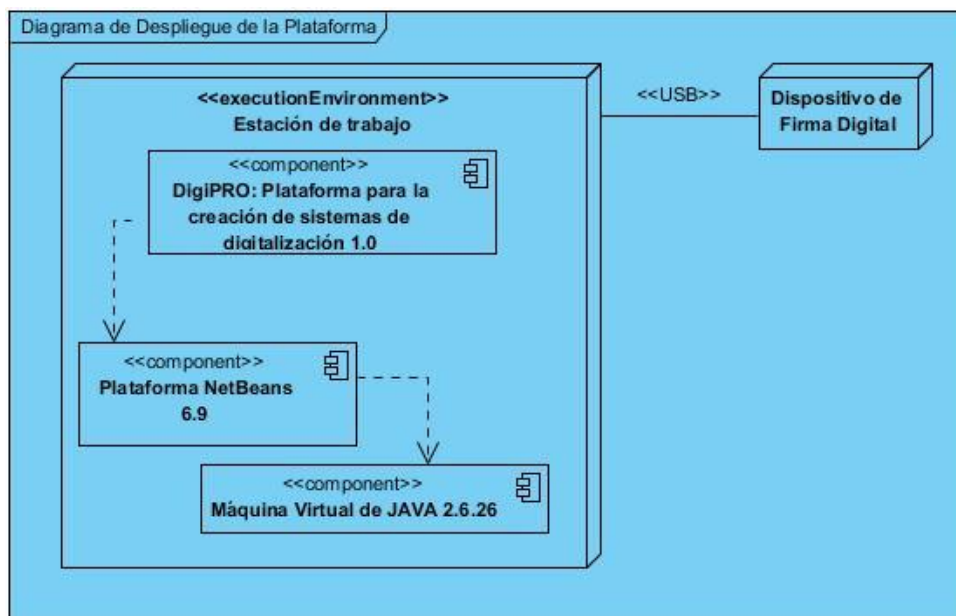 Diagrama de Despliegue de la Plataforma
<<executionEnvironment>>
Estación de trabajo
<<USB>>
Dispositivo de
Firma Digital
<<component>>
DigiPRO: Plataforma para la
creación de sistemas de
digitalización 1.0
<<component>>
Plataforma NetBeans
6.9
<<component>>
Máquina Virtual de JAVA 2.6.26